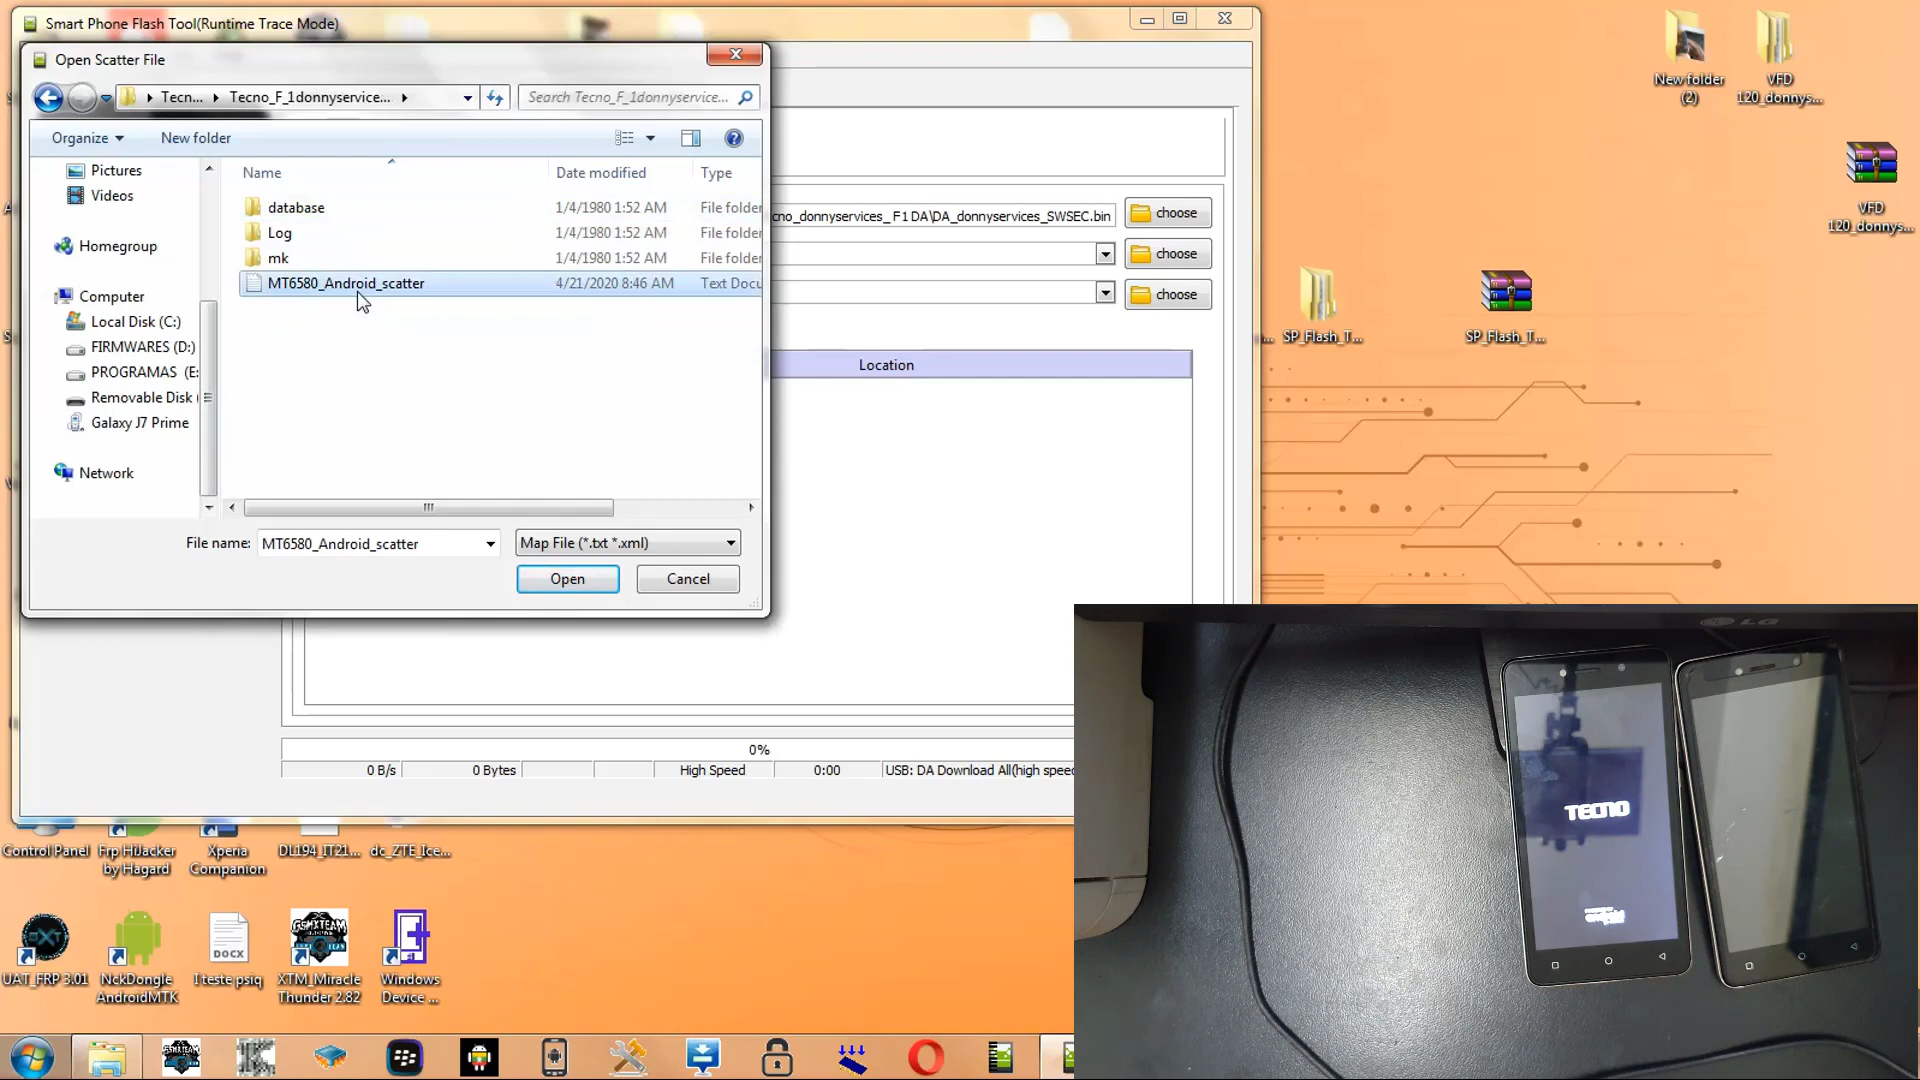 Smart Phone Flash Tool(Runtime Trace Mode)
Open Scatter File
Tecn...
Tecno_F_1donnyservice...
Search Tecno_F_1donnyservice...
Organize
New folder
Name
Date modified
Type
Pictures
Videos
Homegroup
Computer
Local Disk (C:)
FIRMWARES (D:)
PROGRAMAS (E:
Removable Disk (
Galaxy J7 Prime
Network
database 1/4/1980 1:52 AM File folder
Log 1/4/1980 1:52 AM File folder
mk 1/4/1980 1:52 AM File folder
MT6580_Android_scatter 4/21/2020 8:46 AM Text Docu
File name: MT6580_Android_scatter
Map File (*.txt *.xml)
Open
Cancel
cno_donnyservices_ F1 DA\DA_donnyservices_SWSEC.bin
choose
choose
choose
Location
0%
0 B/s
0 Bytes
High Speed
0:00
USB: DA Download All(high speed
New folder
(2)
VFD
120_donnys...
VFD
120_donnys...
SP_Flash_T...
SP_Flash_T...
Control Panel
Frp HiJacker
by Hagard
Xperia
Companion
DL194_IT21...
dc_ZTE_Ice...
UAT_FRP 3.01
NckDongle
AndroidMTK
DOCX
I teste psiq
GSMXTEAM
XTM_Miracle
Thunder 2.82
Windows
Device ...
LG
TECNO